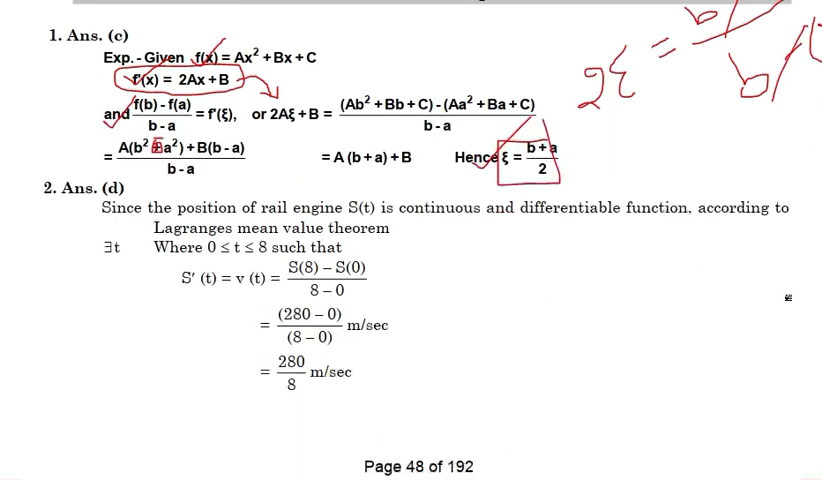 1. Ans. (c)
Exp. - Given f(x) = Ax² + Bx + C
f'(x) = 2Ax + B
and f(b) - f(a) / b - a = f'(ξ), or 2Aξ + B = (Ab² + Bb + C) - (Aa² + Ba + C) / b - a
= A(b² a²) + B(b - a) / b - a = A (b + a) + B Hence ξ = b + a / 2
2ξ =
2. Ans. (d)
Since the position of rail engine S(t) is continuous and differentiable function, according to
Lagranges mean value theorem
∃t Where 0 ≤ t ≤ 8 such that
S′ (t) = v (t) = S(8) – S(0) / 8 – 0
= (280 – 0) / (8 – 0) m/sec
= 280 / 8 m/sec
Page 48 of 192